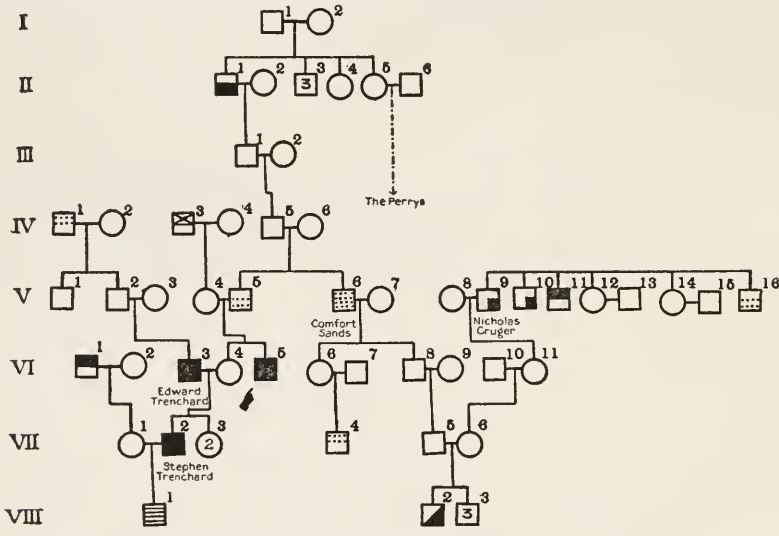 I 1 2
II 1 2 3 3 4 5 6
III 1 2
The Perrys
IV 1 2 3 4 5 6
V 1 2 3 4 5 6 7 8 9 10 11 12 13 14 15 16
Comfort
Sands
Nicholas
Cruger
VI 1 2 3 4 5 6 7 8 9 10 11
Edward
Trenchard
VII 1 2 2 3 4 5 6
Stephen
Trenchard
VIII 1 2 3 3